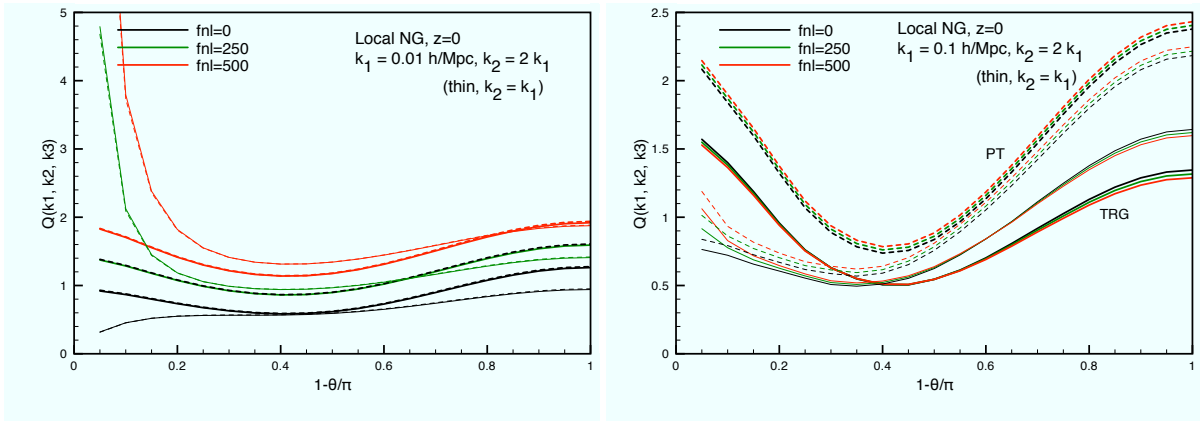 5
4
3
2
1
0
0
0.2
0.4
0.6
0.8
1
Q(k1, k2, k3)
1-θ/π
fnl=0
fnl=250
fnl=500
Local NG, z=0
k1 = 0.01 h/Mpc, k2 = 2 k1
(thin, k2 = k1)
2.5
2
1.5
1
0.5
0
0
0.2
0.4
0.6
0.8
1
Q(k1, k2, k3)
1-θ/π
fnl=0
fnl=250
fnl=500
Local NG, z=0
k1 = 0.1 h/Mpc, k2 = 2 k1
(thin, k2 = k1)
PT
TRG